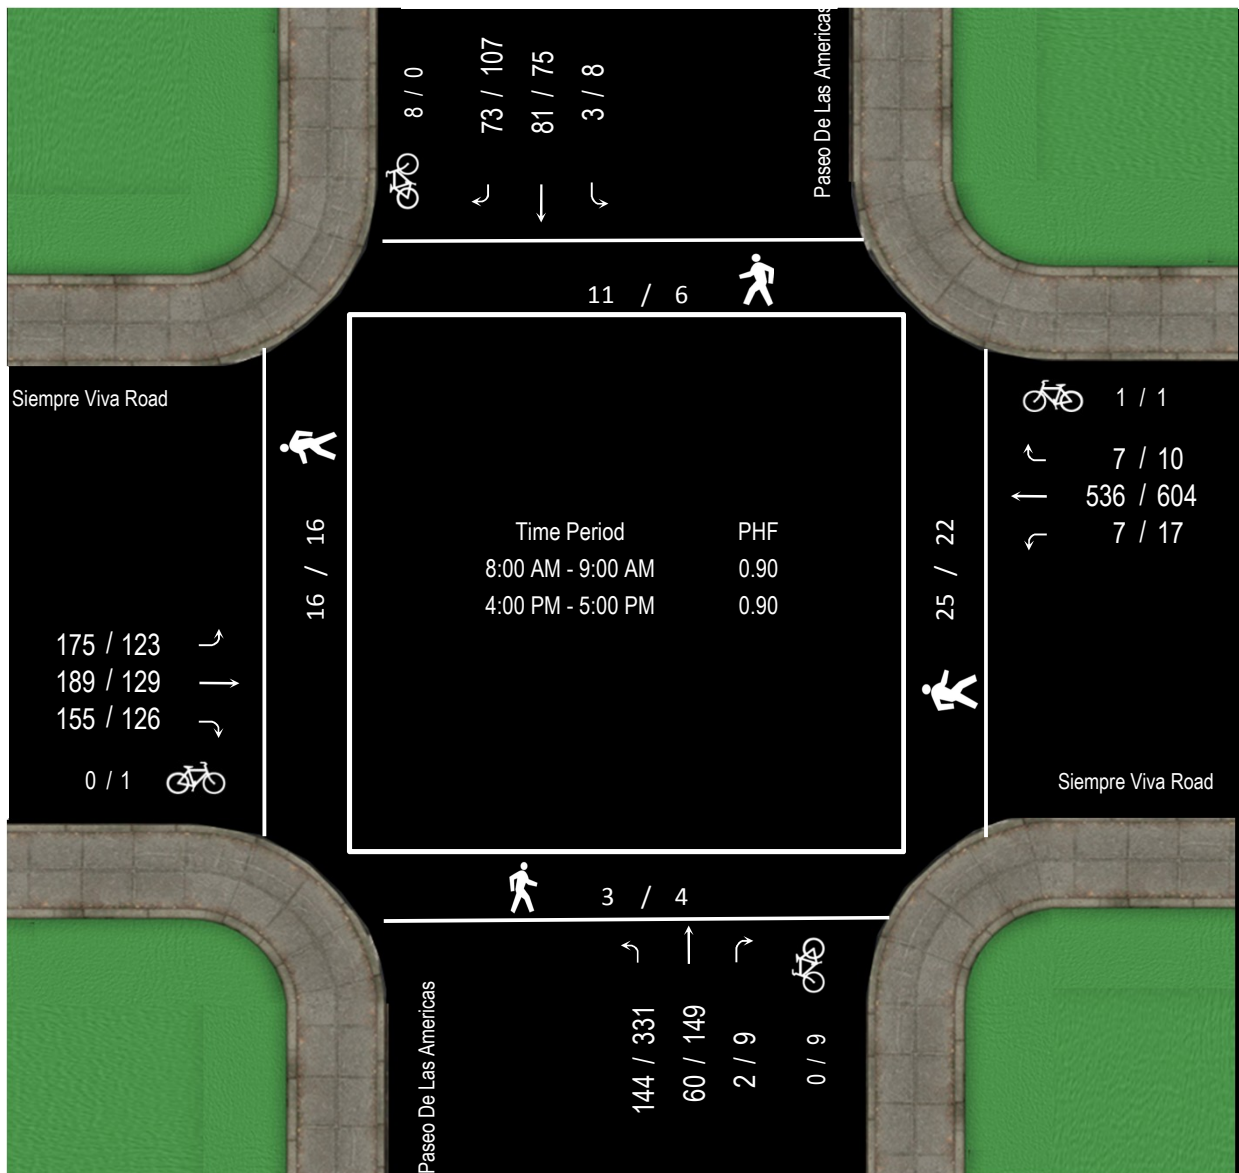 8 / 0
73 / 107
81 / 75
3 / 8
Paseo De Las Americas
11 / 6
Siempre Viva Road
1 / 1
7 / 10
536 / 604
7 / 17
16 / 16
25 / 22
Time Period PHF
8:00 AM - 9:00 AM 0.90
4:00 PM - 5:00 PM 0.90
175 / 123
189 / 129
155 / 126
0 / 1
Siempre Viva Road
3 / 4
Paseo De Las Americas
144 / 331
60 / 149
2 / 9
0 / 9